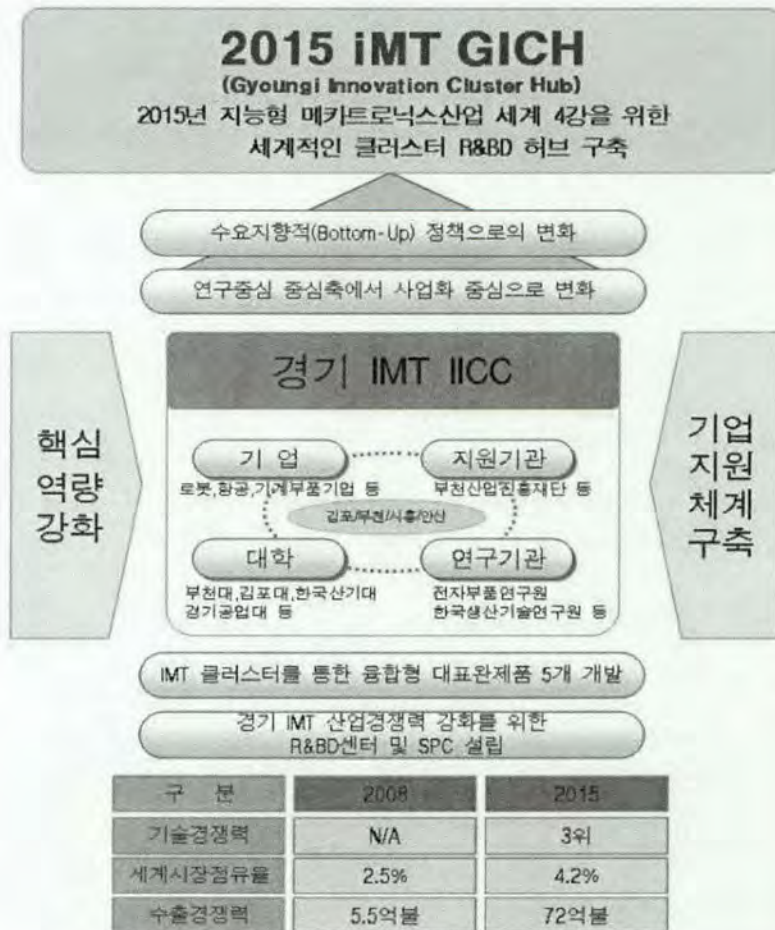 2015 iMT GICH
(Gyoungi Innovation Cluster Hub)
2015년 지능형 메카트로닉스산업 세계 4강을 위한
세계적인 클러스터 R&BD 허브 구축
수요지향적(Bottom-Up) 정책으로의 변화
연구중심 중심축에서 사업화 중심으로 변화
핵심
역량
강화
경기 IMT IICC
기 업
로봇,항공,기계부품기업 등
지원기관
부천산업진흥재단 등
김포/부천/시흥/안산
대학
부천대,김포대,한국산기대
경기공업대 등
연구기관
전자부품연구원
한국생산기술연구원 등
기업
지원
체계
구축
IMT 클러스터를 통한 융합형 대표완제품 5개 개발
경기 IMT 산업경쟁력 강화를 위한
R&BD센터 및 SPC 설립
구 분 2008 2015
기술경쟁력 N/A 3위
세계시장점유율 2.5% 4.2%
수출경쟁력 5.5억불 72억불